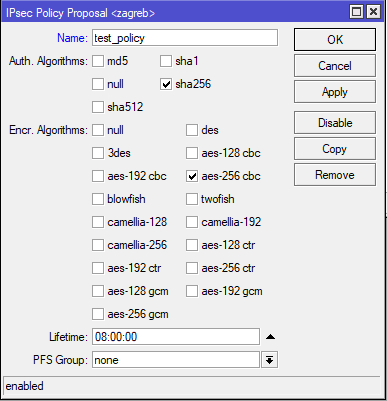 IPsec Policy Proposal <zagreb>
Name: test_policy
OK
Auth. Algorithms: md5 sha1
Cancel
null sha256
Apply
sha512
Encr. Algorithms: null des
Disable
3des aes-128 cbc
Copy
aes-192 cbc aes-256 cbc
Remove
blowfish twofish
camellia-128 camellia-192
camellia-256 aes-128 ctr
aes-192 ctr aes-256 ctr
aes-128 gcm aes-192 gcm
aes-256 gcm
Lifetime: 08:00:00
PFS Group: none
enabled